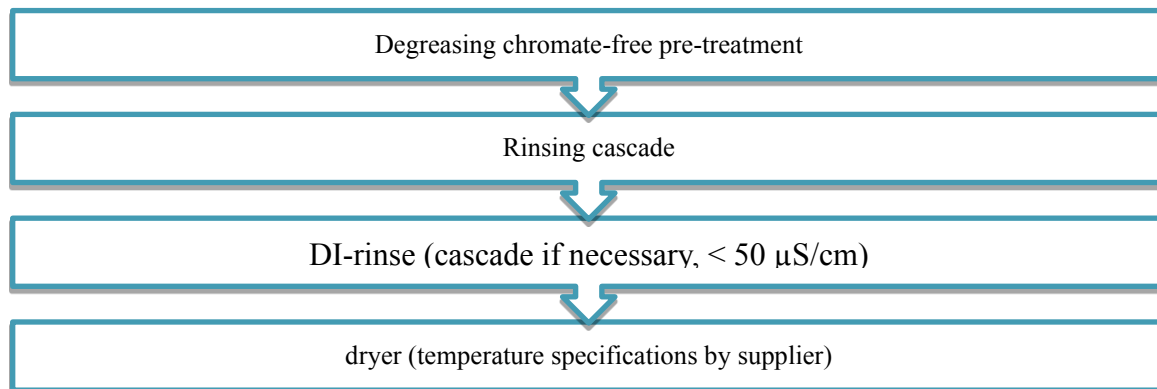 Degreasing chromate-free pre-treatment
Rinsing cascade
DI-rinse (cascade if necessary, < 50 µS/cm)
dryer (temperature specifications by supplier)